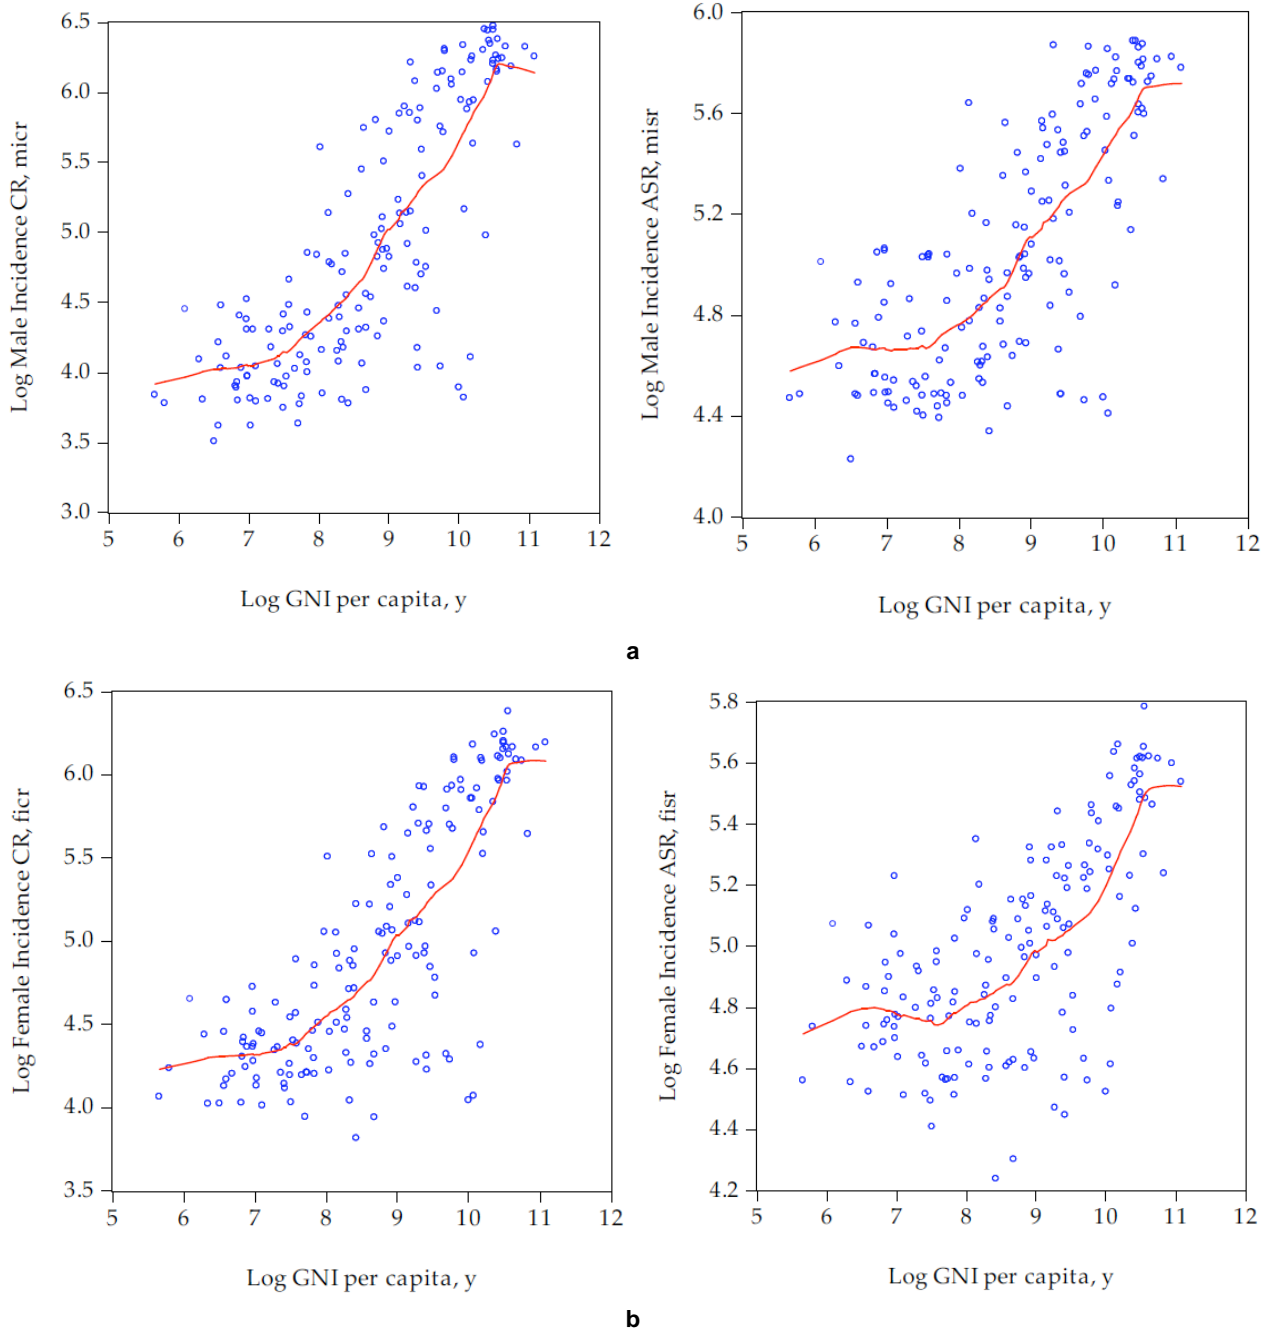 6.5
6.0
5.5
5.0
4.5
4.0
3.5
3.0
Log Male Incidence CR, micr
5 6 7 8 9 10 11 12
Log GNI per capita, y
6.0
5.6
5.2
4.8
4.4
4.0
Log Male Incidence ASR, misr
5 6 7 8 9 10 11 12
Log GNI per capita, y
a
6.5
6.0
5.5
5.0
4.5
4.0
3.5
Log Female Incidence CR, ficr
5 6 7 8 9 10 11 12
Log GNI per capita, y
5.8
5.6
5.4
5.2
5.0
4.8
4.6
4.4
4.2
Log Female Incidence ASR, fisr
5 6 7 8 9 10 11 12
Log GNI per capita, y
b